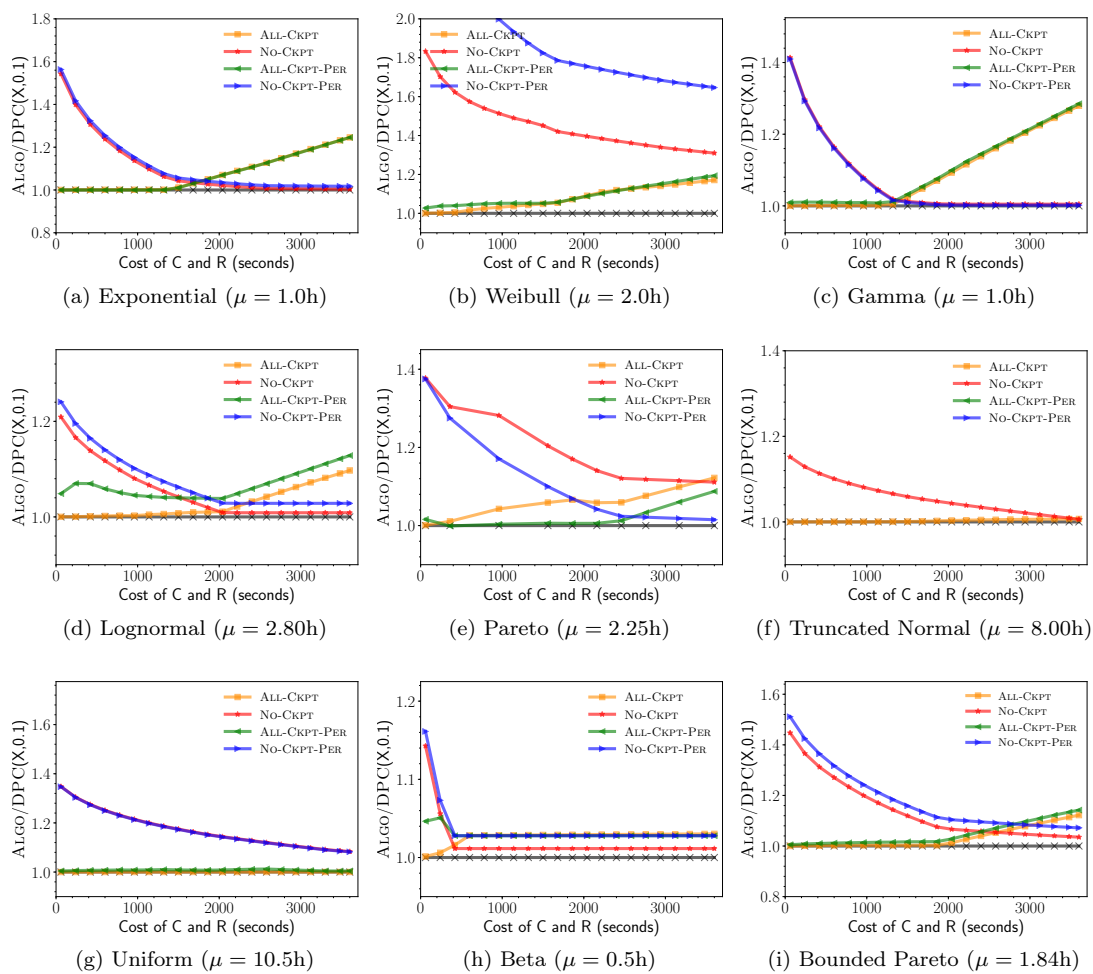 1.8
1.6
1.4
1.2
1.0
0.8
0
1000
2000
3000
ALGO/DPC(X,0.1)
Cost of C and R (seconds)
ALL-CKPT
NO-CKPT
ALL-CKPT-PER
NO-CKPT-PER
(a) Exponential (μ = 1.0h)
2.0
1.8
1.6
1.4
1.2
1.0
0
1000
2000
3000
ALGO/DPC(X,0.1)
Cost of C and R (seconds)
ALL-CKPT
NO-CKPT
ALL-CKPT-PER
NO-CKPT-PER
(b) Weibull (μ = 2.0h)
1.4
1.2
1.0
0
1000
2000
3000
ALGO/DPC(X,0.1)
Cost of C and R (seconds)
ALL-CKPT
NO-CKPT
ALL-CKPT-PER
NO-CKPT-PER
(c) Gamma (μ = 1.0h)
1.2
1.0
0
1000
2000
3000
ALGO/DPC(X,0.1)
Cost of C and R (seconds)
ALL-CKPT
NO-CKPT
ALL-CKPT-PER
NO-CKPT-PER
(d) Lognormal (μ = 2.80h)
1.4
1.2
1.0
0
1000
2000
3000
ALGO/DPC(X,0.1)
Cost of C and R (seconds)
ALL-CKPT
NO-CKPT
ALL-CKPT-PER
NO-CKPT-PER
(e) Pareto (μ = 2.25h)
1.4
1.2
1.0
0
1000
2000
3000
ALGO/DPC(X,0.1)
Cost of C and R (seconds)
ALL-CKPT
NO-CKPT
ALL-CKPT-PER
NO-CKPT-PER
(f) Truncated Normal (μ = 8.00h)
1.6
1.4
1.2
1.0
0
1000
2000
3000
ALGO/DPC(X,0.1)
Cost of C and R (seconds)
ALL-CKPT
NO-CKPT
ALL-CKPT-PER
NO-CKPT-PER
(g) Uniform (μ = 10.5h)
1.2
1.1
1.0
0
1000
2000
3000
ALGO/DPC(X,0.1)
Cost of C and R (seconds)
ALL-CKPT
NO-CKPT
ALL-CKPT-PER
NO-CKPT-PER
(h) Beta (μ = 0.5h)
1.6
1.4
1.2
1.0
0.8
0
1000
2000
3000
ALGO/DPC(X,0.1)
Cost of C and R (seconds)
ALL-CKPT
NO-CKPT
ALL-CKPT-PER
NO-CKPT-PER
(i) Bounded Pareto (μ = 1.84h)